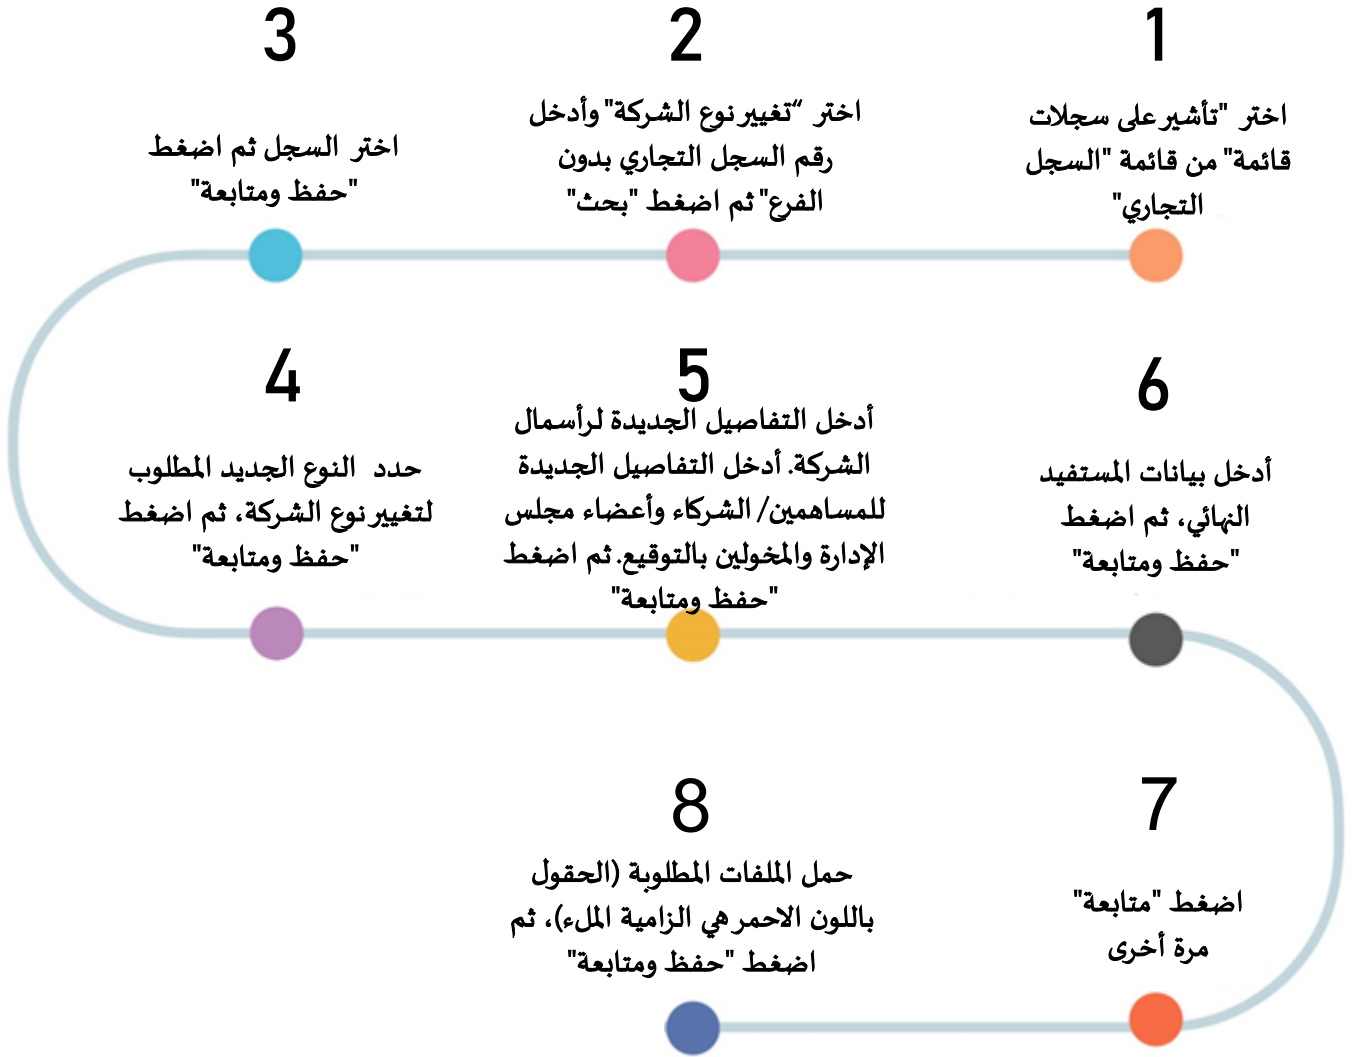 1
اختر "تأشير على سجلات
قائمة" من قائمة "السجل
التجاري"
2
اختر “تغيير نوع الشركة" وأدخل
رقم السجل التجاري بدون
الفرع" ثم اضغط "بحث"
3
اختر السجل ثم اضغط
"حفظ ومتابعة"
4
حدد النوع الجديد المطلوب
لتغيير نوع الشركة، ثم اضغط
"حفظ ومتابعة"
5
أدخل التفاصيل الجديدة لرأسمال
الشركة. أدخل التفاصيل الجديدة
للمساهمين/ الشركاء وأعضاء مجلس
الإدارة والمخولين بالتوقيع. ثم اضغط
"حفظ ومتابعة"
6
أدخل بيانات المستفيد
النهائي، ثم اضغط
"حفظ ومتابعة"
7
اضغط "متابعة"
مرة أخرى
8
حمل الملفات المطلوبة (الحقول
باللون الاحمر هي الزامية الملء)، ثم
اضغط "حفظ ومتابعة"